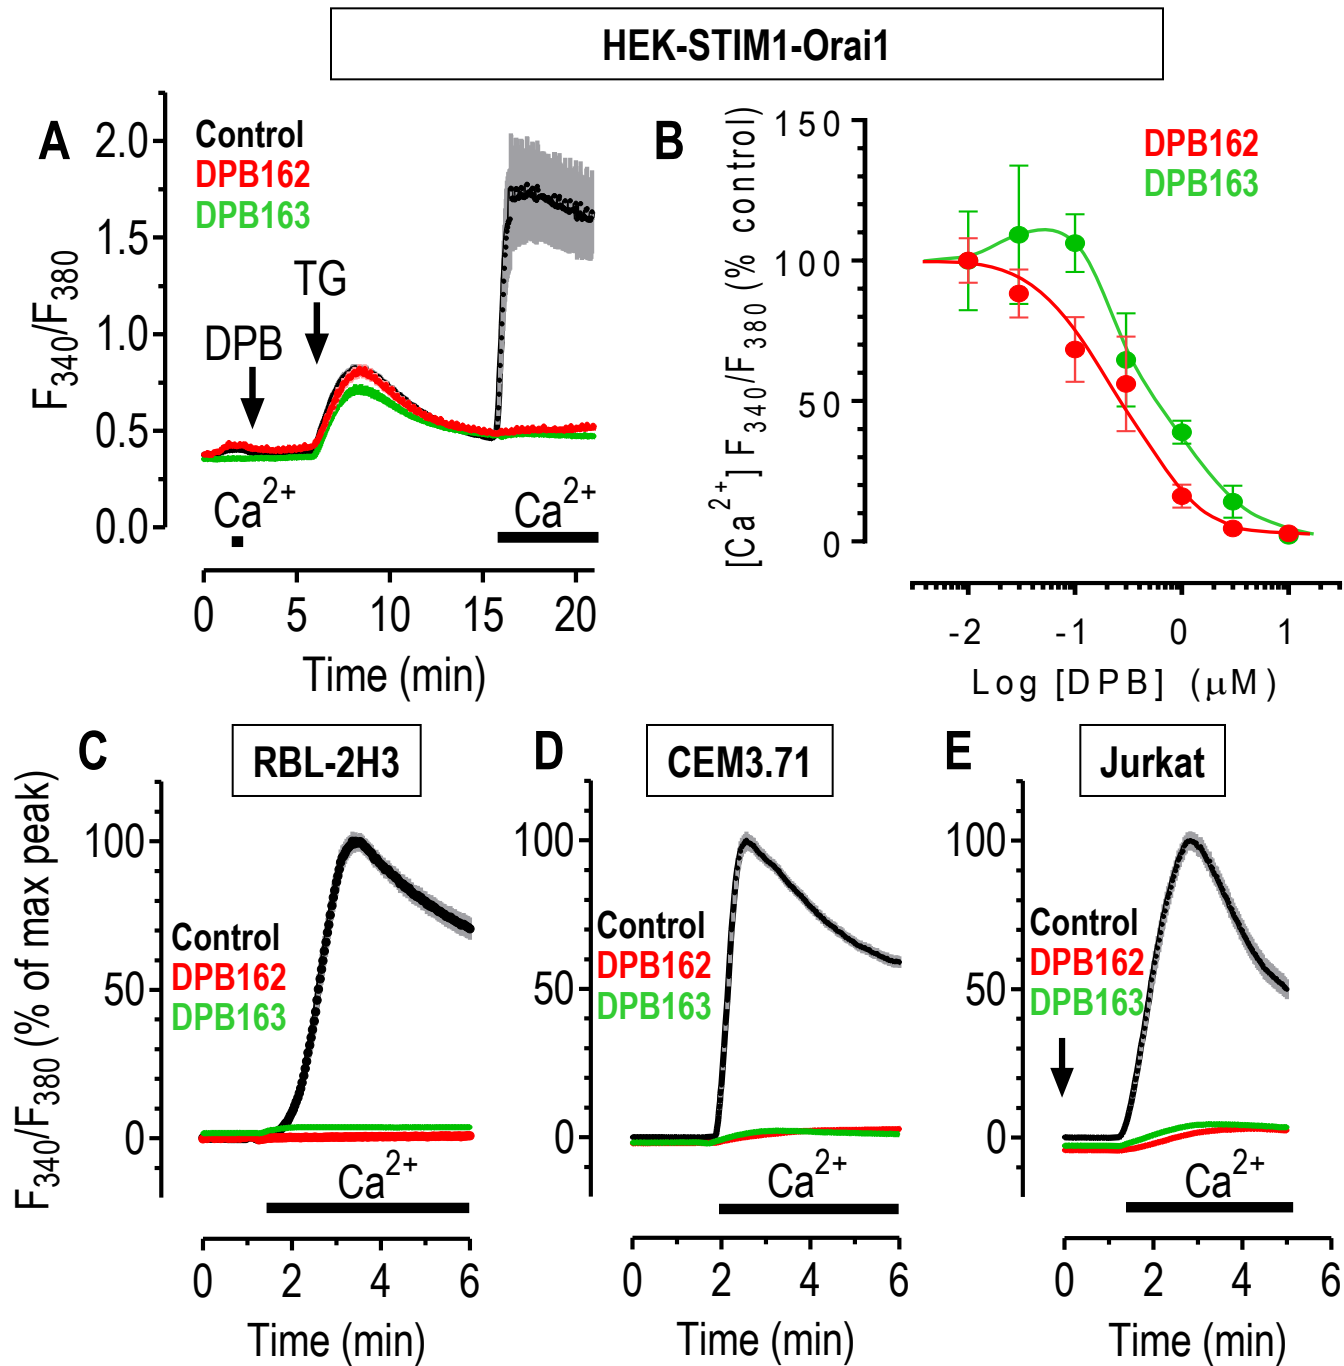 HEK-STIM1-Orai1
A
Control
DPB162
DPB163
2.0
1.5
1.0
0.5
0.0
F340/F380
DPB
TG
Ca2+
Ca2+
0 5 10 15 20
Time (min)
B
DPB162
DPB163
150
100
50
0
[Ca2+] F340/F380 (% control)
-2 -1 0 1
Log [DPB] (μM)
C
RBL-2H3
F340/F380 (% of max peak)
100
50
0
Control
DPB162
DPB163
Ca2+
0 2 4 6
Time (min)
D
CEM3.71
100
50
0
Control
DPB162
DPB163
Ca2+
0 2 4 6
Time (min)
E
Jurkat
100
50
0
Control
DPB162
DPB163
Ca2+
0 2 4 6
Time (min)